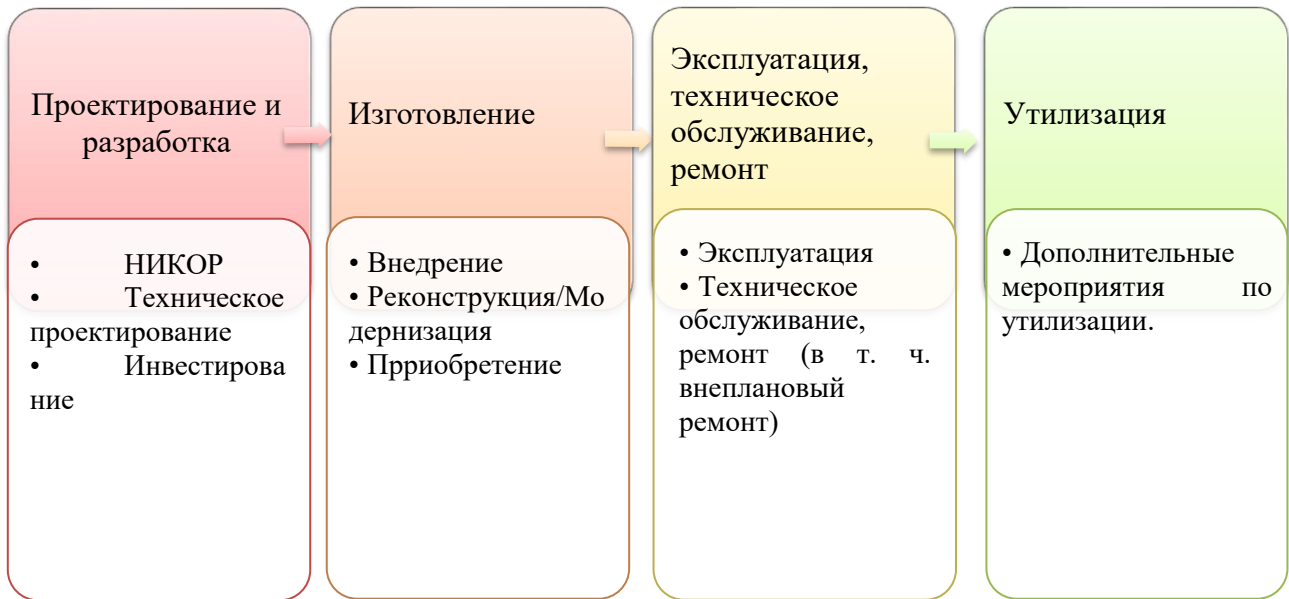 Проектирование и
разработка
• НИКОР
• Техническое
проектирование
• Инвестирова
ние
Изготовление
• Внедрение
• Реконструкция/Мо
дернизация
• Прриобретение
Эксплуатация,
техническое
обслуживание,
ремонт
• Эксплуатация
• Техническое
обслуживание,
ремонт (в т. ч.
внеплановый
ремонт)
Утилизация
• Дополнительные
мероприятия по
утилизации.